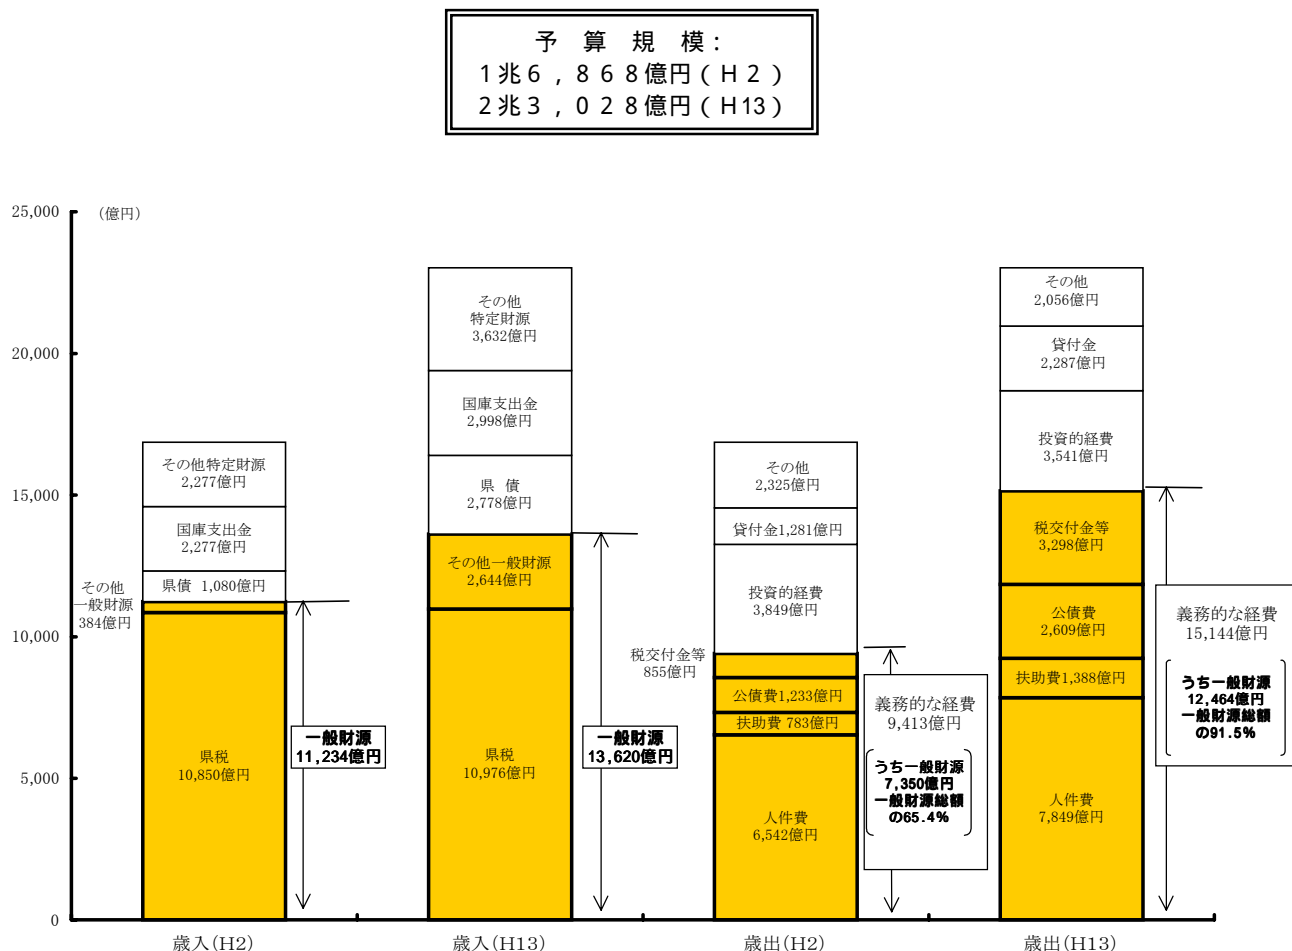 予 算 規 模：
1兆6，868億円（H2）
2兆3，028億円（H13）
25,000
（億円）
20,000
15,000
10,000
5,000
0
その他特定財源
2,277億円
国庫支出金
2,277億円
県債 1,080億円
その他
一般財源
384億円
県税
10,850億円
一般財源
11,234億円
歳入(H2)
その他
特定財源
3,632億円
国庫支出金
2,998億円
県 債
2,778億円
その他一般財源
2,644億円
県税
10,976億円
一般財源
13,620億円
歳入(H13)
その他
2,325億円
貸付金1,281億円
投資的経費
3,849億円
税交付金等
855億円
公債費1,233億円
扶助費 783億円
人件費
6,542億円
義務的な経費
9,413億円
うち一般財源
7,350億円
一般財源総額
の65.4%
歳出(H2)
その他
2,056億円
貸付金
2,287億円
投資的経費
3,541億円
税交付金等
3,298億円
公債費
2,609億円
扶助費1,388億円
人件費
7,849億円
義務的な経費
15,144億円
うち一般財源
12,464億円
一般財源総額
の91.5%
歳出(H13)